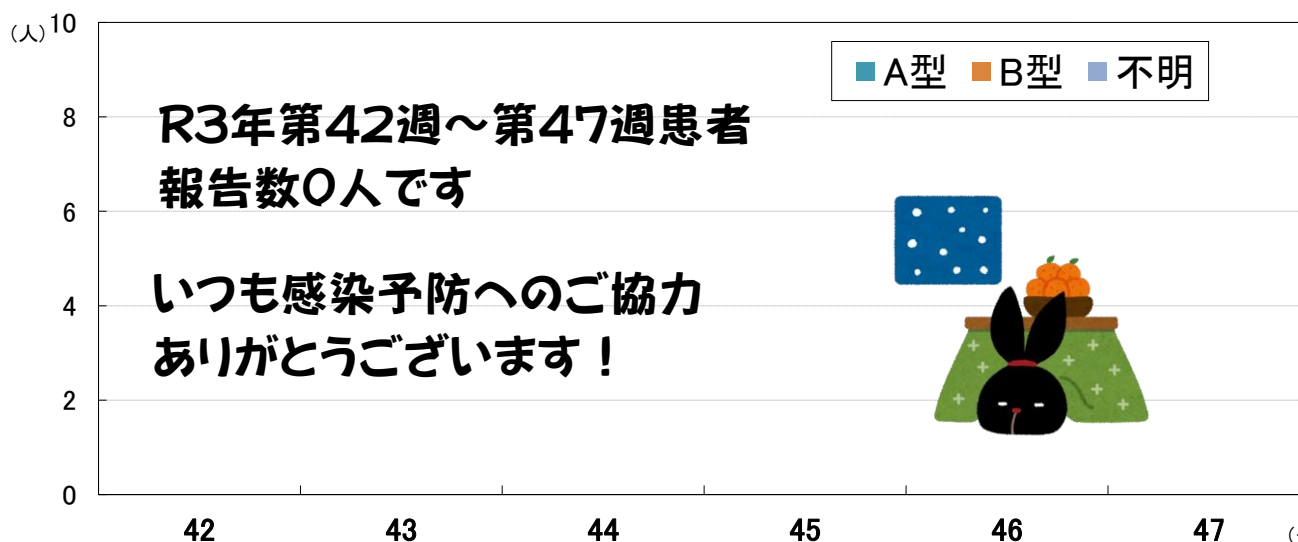 (人)
10
A型 B型 不明
8
R3年第42週～第47週患者
報告数0人です
6
いつも感染予防へのご協力
4
ありがとうございます！
2
0
42 43 44 45 46 47